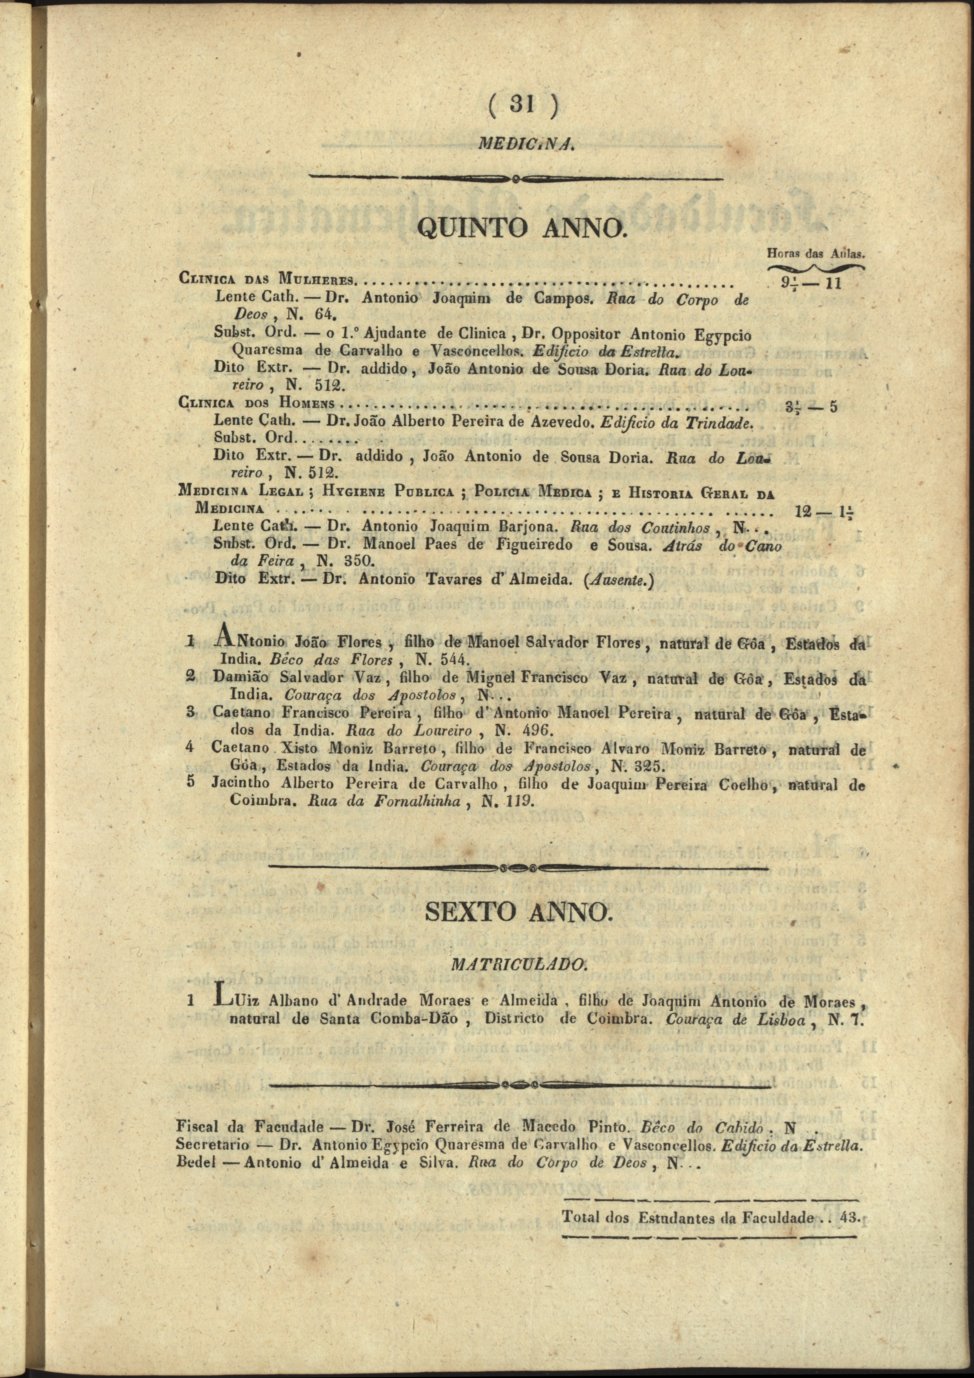 ( 31 )
MEDICINA.
QUINTO ANNO.
Horas das Aulas.
CLINICA DAS MULHERES. . . . . . . . . . . . . . . . . . . . . . . . . . . . . . . . . . . . . . . . 9½ — 11
Lente Cath. — Dr. Antonio Joaquim de Campos. Rua do Corpo de
Deos , N. 64.
Subst. Ord. — o 1.º Ajudante de Clinica , Dr. Oppositor Antonio Egypcio
Quaresma de Carvalho e Vasconcellos. Edificio da Estrella.
Dito Extr. — Dr. addido , João Antonio de Sousa Doria. Rua do Lou-
reiro , N. 512.
CLINICA DOS HOMENS . . . . . . . . . . . . . . . . . . . . . . . . . . . . . . . . . . . . . . . . 3½ — 5
Lente Cath. — Dr. João Alberto Pereira de Azevedo. Edificio da Trindade.
Subst. Ord. . . . . . . .
Dito Extr. — Dr. addido , João Antonio de Sousa Doria. Rua do Lou-
reiro , N. 512.
MEDICINA LEGAL ; HYGIENE PUBLICA ; POLICIA MEDICA ; E HISTORIA GERAL DA
MEDICINA . . . . . . . . . . . . . . . . . . . . . . . . . . . . . . . . . . . . . . . . 12 — 1½
Lente Cath. — Dr. Antonio Joaquim Barjona. Rua dos Coutinhos , N. . .
Subst. Ord. — Dr. Manoel Paes de Figueiredo e Sousa. Atrás do Cano
da Feira , N. 350.
Dito Extr. — Dr. Antonio Tavares d'Almeida. (Ausente.)
1 ANtonio João Flores , filho de Manoel Salvador Flores , natural de Gôa , Estados da
India. Bêco das Flores , N. 544.
2 Damião Salvador Vaz , filho de Miguel Francisco Vaz , natural de Gôa , Estados da
India. Couraça dos Apostolos , N. . .
3 Caetano Francisco Pereira , filho d'Antonio Manoel Pereira , natural de Gôa , Esta-
dos da India. Rua do Loureiro , N. 496.
4 Caetano Xisto Moniz Barreto , filho de Francisco Alvaro Moniz Barreto , natural de
Gôa , Estados da India. Couraça dos Apostolos , N. 325.
5 Jacintho Alberto Pereira de Carvalho , filho de Joaquim Pereira Coelho , natural de
Coimbra. Rua da Fornalhinha , N. 119.
SEXTO ANNO.
MATRICULADO.
1 LUiz Albano d'Andrade Moraes e Almeida , filho de Joaquim Antonio de Moraes ,
natural de Santa Comba-Dão , Districto de Coimbra. Couraça de Lisboa , N. 7.
Fiscal da Facudade — Dr. José Ferreira de Macedo Pinto. Bêco do Cabido . N .
Secretario — Dr. Antonio Egypcio Quaresma de Carvalho e Vasconcellos. Edificio da Estrella.
Bedel — Antonio d'Almeida e Silva. Rua do Corpo de Deos , N. . .
Total dos Estudantes da Faculdade . . 43.